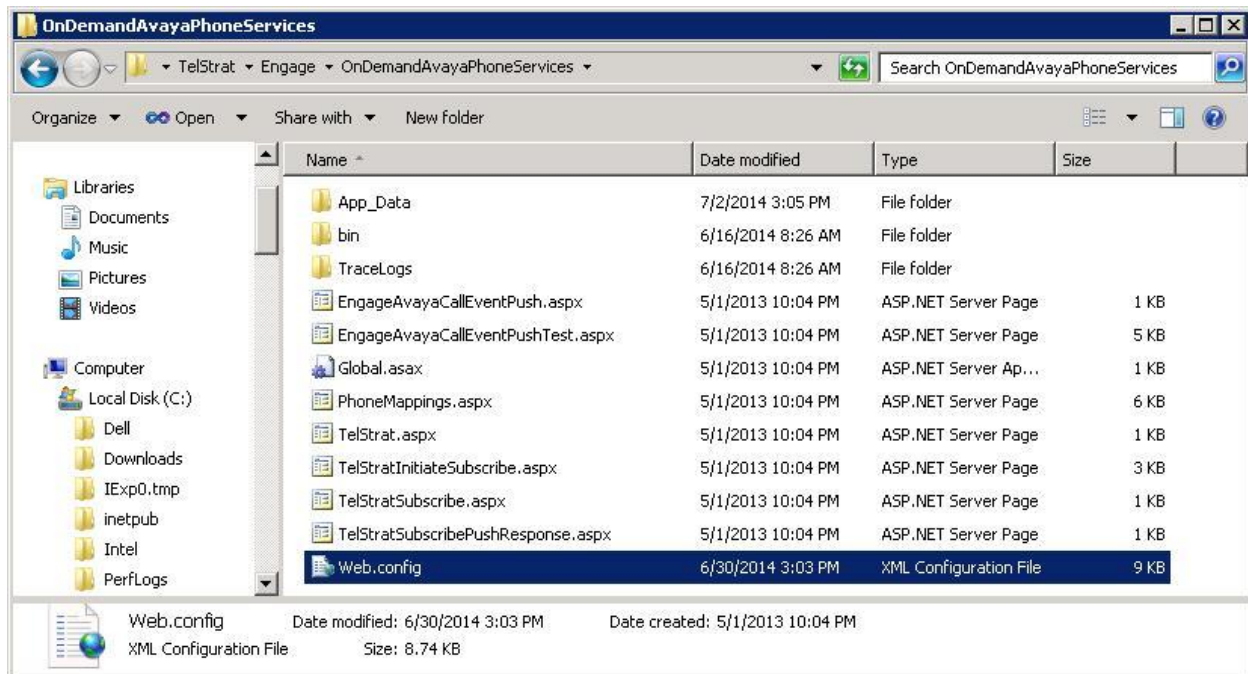 OnDemandAvayaPhoneServices
TelStrat Engage OnDemandAvayaPhoneServices Search OnDemandAvayaPhoneServices
Organize Open Share with New folder
Name Date modified Type Size
Libraries
Documents
Music
Pictures
Videos
Computer
Local Disk (C:)
Dell
Downloads
IExp0.tmp
inetpub
Intel
PerfLogs
App_Data 7/2/2014 3:05 PM File folder
bin 6/16/2014 8:26 AM File folder
TraceLogs 6/16/2014 8:26 AM File folder
EngageAvayaCallEventPush.aspx 5/1/2013 10:04 PM ASP.NET Server Page 1 KB
EngageAvayaCallEventPushTest.aspx 5/1/2013 10:04 PM ASP.NET Server Page 5 KB
Global.asax 5/1/2013 10:04 PM ASP.NET Server Ap... 1 KB
PhoneMappings.aspx 5/1/2013 10:04 PM ASP.NET Server Page 6 KB
TelStrat.aspx 5/1/2013 10:04 PM ASP.NET Server Page 1 KB
TelStratInitiateSubscribe.aspx 5/1/2013 10:04 PM ASP.NET Server Page 3 KB
TelStratSubscribe.aspx 5/1/2013 10:04 PM ASP.NET Server Page 1 KB
TelStratSubscribePushResponse.aspx 5/1/2013 10:04 PM ASP.NET Server Page 1 KB
Web.config 6/30/2014 3:03 PM XML Configuration File 9 KB
Web.config Date modified: 6/30/2014 3:03 PM Date created: 5/1/2013 10:04 PM
XML Configuration File Size: 8.74 KB